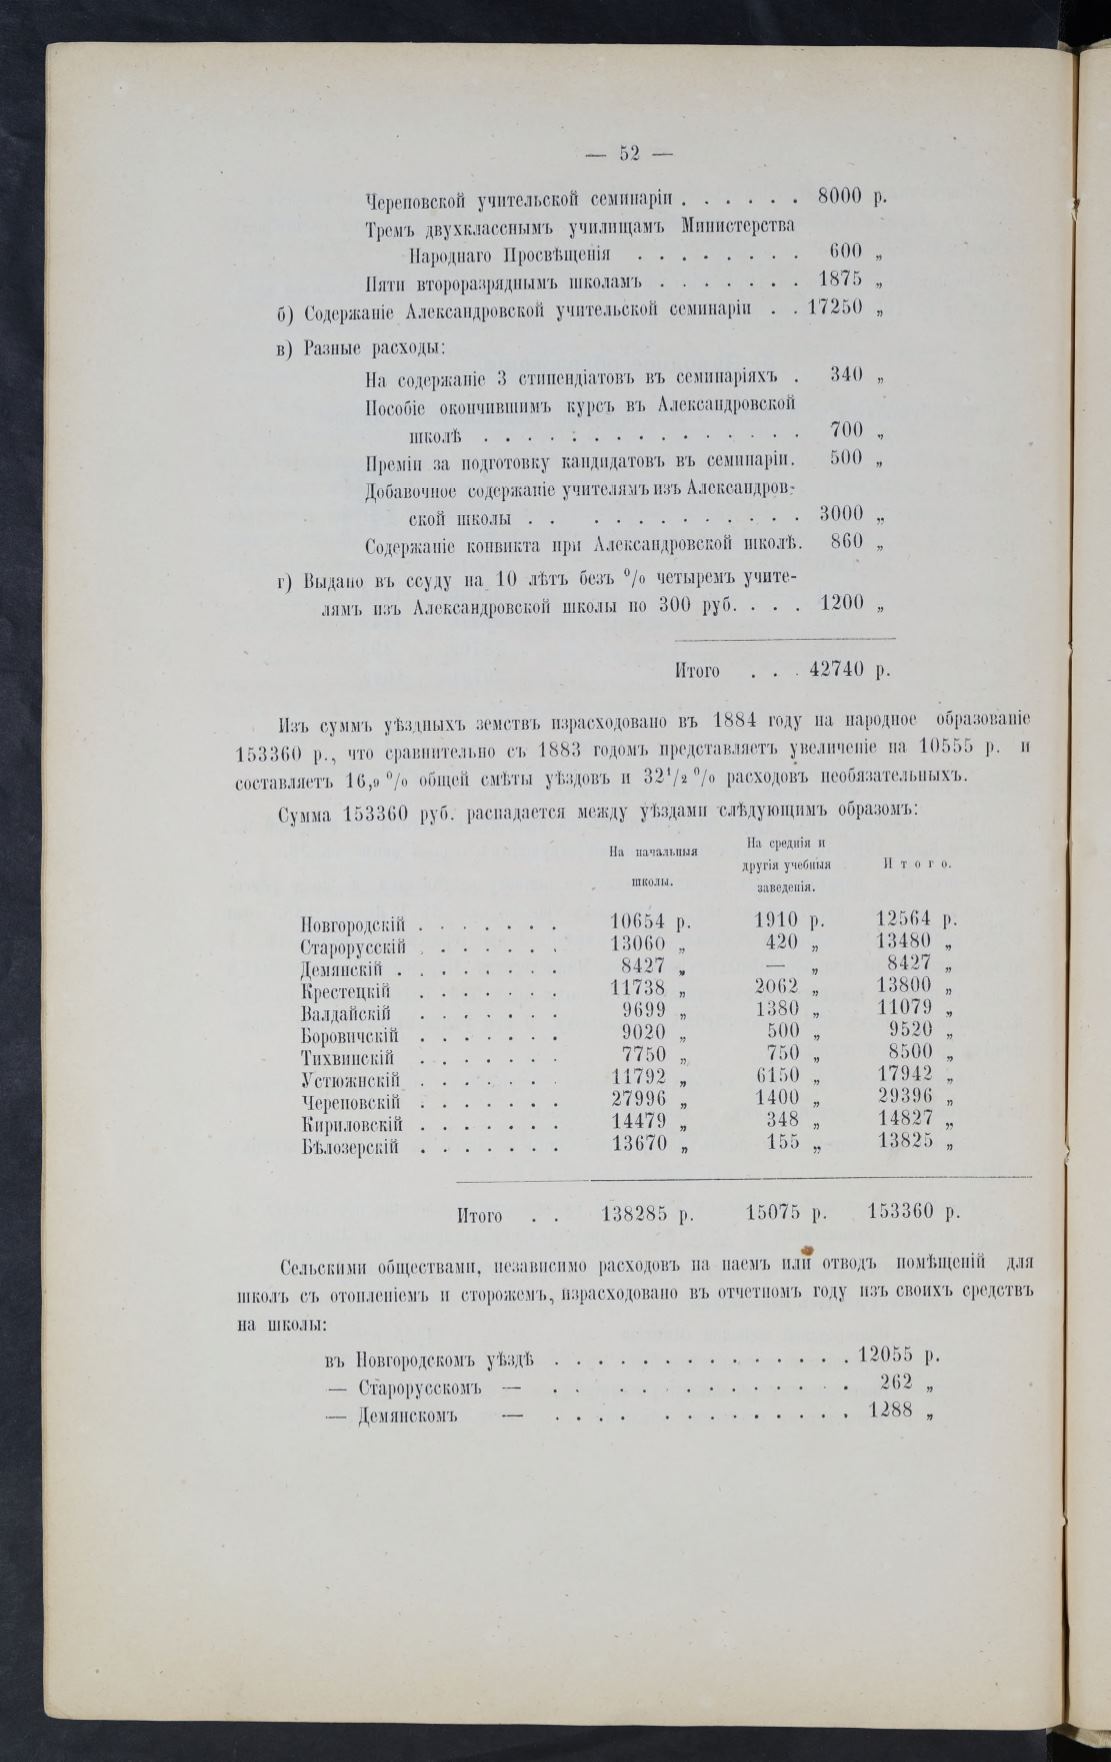 — 52 —
Череповской учительской семинаріи . . . . . . 8000 р.
Тремъ двухкласснымъ училищамъ Министерства
Народнаго Просвѣщенія . . . . . . . . 600 „
Пяти второразряднымъ школамъ . . . . . . . 1875 „
б) Содержаніе Александровской учительской семинаріи . . 17250 „
в) Разные расходы:
На содержаніе 3 стипендіатовъ въ семинаріяхъ . 340 „
Пособіе окончившимъ курсъ въ Александровской
школѣ . . . . . . . . . . . . . . . 700 „
Преміи за подготовку кандидатовъ въ семинаріи. 500 „
Добавочное содержаніе учителямъ изъ Александров-
ской школы . . . . . . . . . . . . . 3000 „
Содержаніе конвикта при Александровской школѣ. 860 „
г) Выдано въ ссуду на 10 лѣтъ безъ % четыремъ учите-
лямъ изъ Александровской школы по 300 руб. . . . 1200 „
Итого . . . 42740 р.
Изъ суммъ уѣздныхъ земствъ израсходовано въ 1884 году на народное образованіе
153360 р., что сравнительно съ 1883 годомъ представляетъ увеличеніе на 10555 р. и
составляетъ 16,9 % общей смѣты уѣздовъ и 32¹/₂ % расходовъ необязательныхъ.
Сумма 153360 руб. распадается между уѣздами слѣдующимъ образомъ:
На начальныя школы. На среднія и другія учебныя заведенія. Итого.
Новгородскій . . . . . . . 10654 р. 1910 р. 12564 р.
Старорусскій . . . . . . . 13060 „ 420 „ 13480 „
Демянскій . . . . . . . . 8427 „ — „ 8427 „
Крестецкій . . . . . . . 11738 „ 2062 „ 13800 „
Валдайскій . . . . . . . 9699 „ 1380 „ 11079 „
Боровичскій . . . . . . . 9020 „ 500 „ 9520 „
Тихвинскій . . . . . . . 7750 „ 750 „ 8500 „
Устюжнскій . . . . . . . 11792 „ 6150 „ 17942 „
Череповскій . . . . . . . 27996 „ 1400 „ 29396 „
Кириловскій . . . . . . . 14479 „ 348 „ 14827 „
Бѣлозерскій . . . . . . . 13670 „ 155 „ 13825 „
Итого . . 138285 р. 15075 р. 153360 р.
Сельскими обществами, независимо расходовъ на наемъ или отводъ помѣщеній для
школъ съ отопленіемъ и сторожемъ, израсходовано въ отчетномъ году изъ своихъ средствъ
на школы:
въ Новгородскомъ уѣздѣ . . . . . . . . . . . . . . 12055 р.
— Старорусскомъ — . . . . . . . . . . . . . . 262 „
— Демянскомъ — . . . . . . . . . . . . . . 1288 „